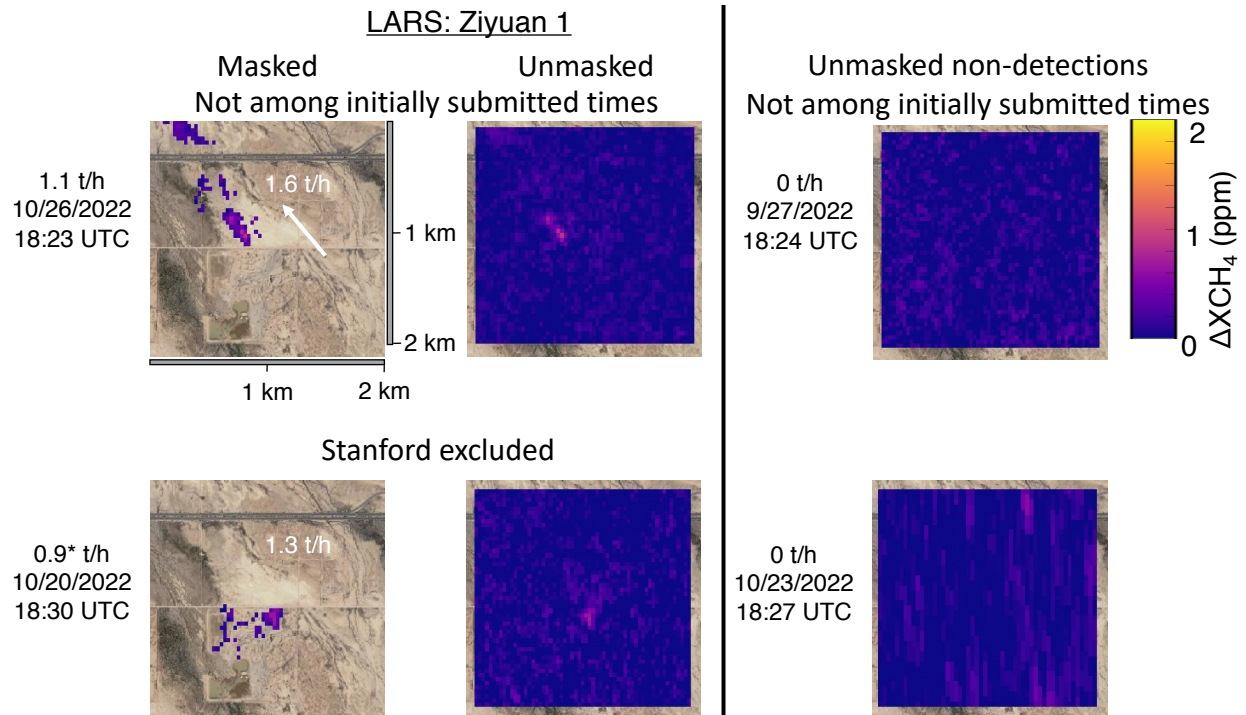 LARS: Ziyuan 1
Masked
Unmasked
Not among initially submitted times
1.1 t/h
10/26/2022
18:23 UTC
1.6 t/h
1 km
2 km
1 km
2 km
Stanford excluded
0.9* t/h
10/20/2022
18:30 UTC
1.3 t/h
Unmasked non-detections
Not among initially submitted times
0 t/h
9/27/2022
18:24 UTC
2
1
0
ΔXCH₄ (ppm)
0 t/h
10/23/2022
18:27 UTC